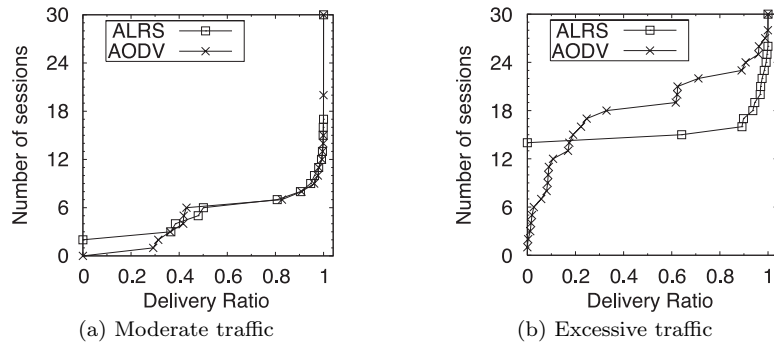 30
24
18
12
6
0
Number of sessions
ALRS
AODV
0 0.2 0.4 0.6 0.8 1
Delivery Ratio
(a) Moderate traffic
30
24
18
12
6
0
Number of sessions
ALRS
AODV
0 0.2 0.4 0.6 0.8 1
Delivery Ratio
(b) Excessive traffic